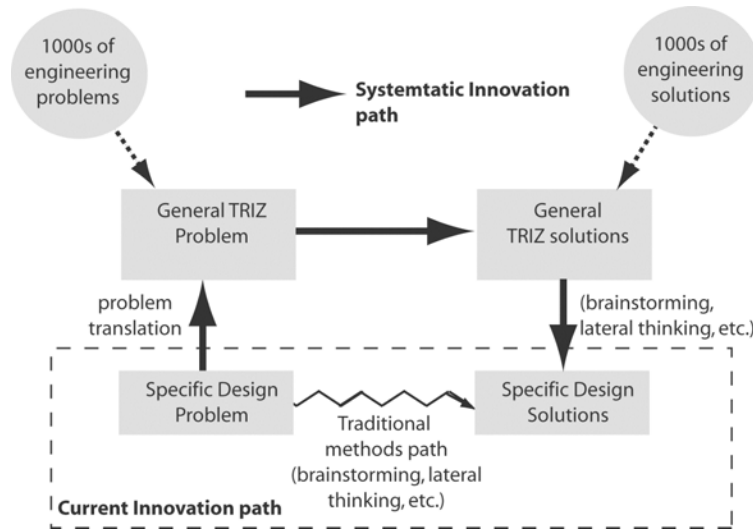 1000s of
engineering
problems
1000s of
engineering
solutions
Systemtatic Innovation
path
General TRIZ
Problem
General
TRIZ solutions
problem
translation
(brainstorming,
lateral thinking, etc.)
Specific Design
Problem
Specific Design
Solutions
Traditional
methods path
(brainstorming, lateral
thinking, etc.)
Current Innovation path